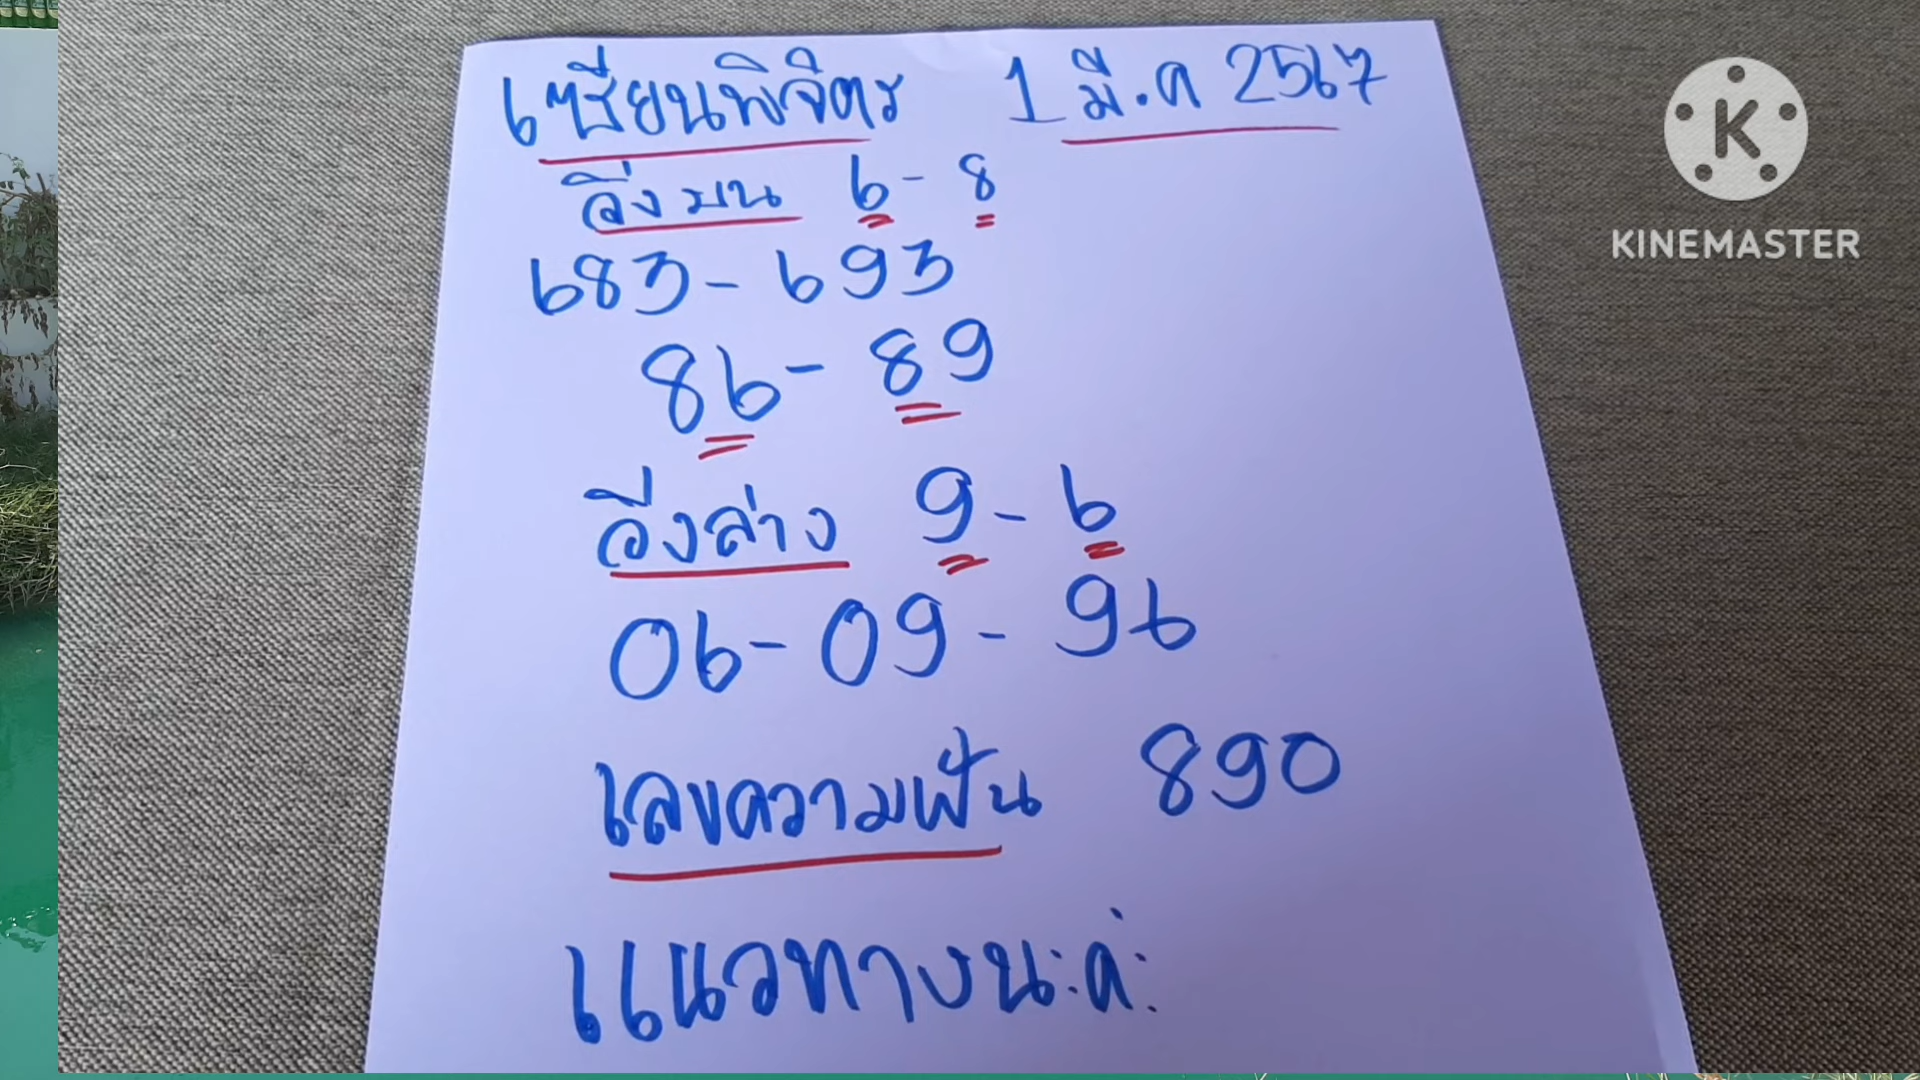 เซียนพิจิตร 1 มี.ค 2567
วิ่งบน 6 - 8
683 - 693
86 - 89
วิ่งล่าง 9 - 6
06 - 09 - 96
เลขความฝัน 890
แนวทางนะค่ะ
K
KINEMASTER